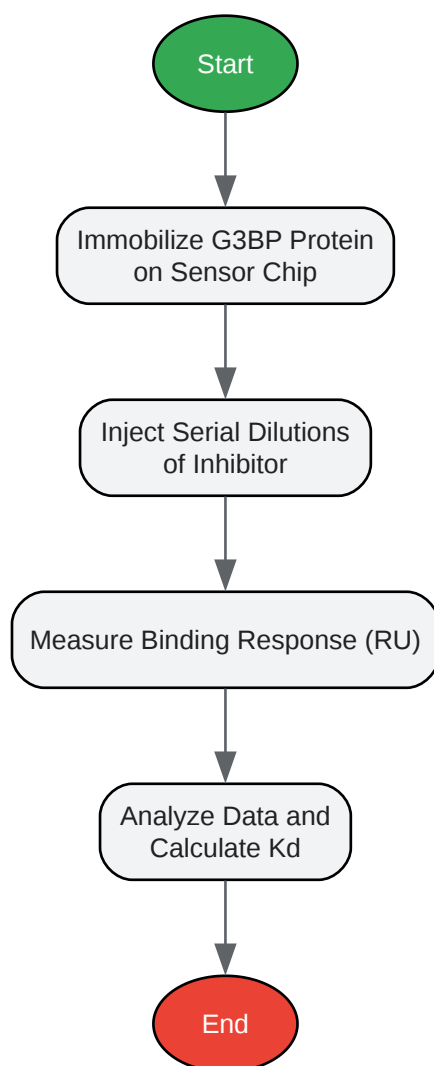 Start
Immobilize G3BP Protein
on Sensor Chip
Inject Serial Dilutions
of Inhibitor
Measure Binding Response (RU)
Analyze Data and
Calculate Kd
End